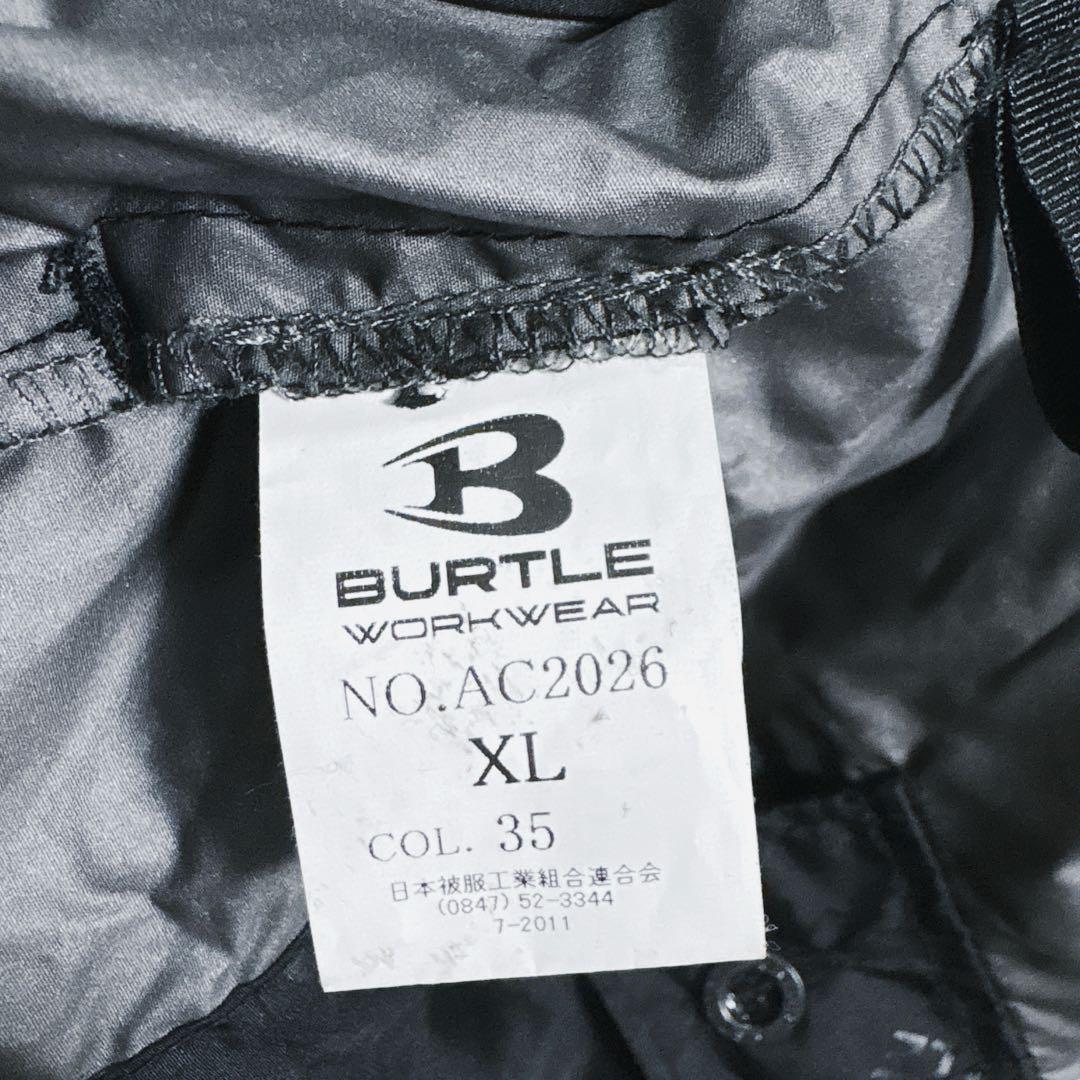 B
BURTLE
WORKWEAR
NO.AC2026
XL
COL. 35
日本被服工業組合連合会
(0847) 52-3344
7-2011